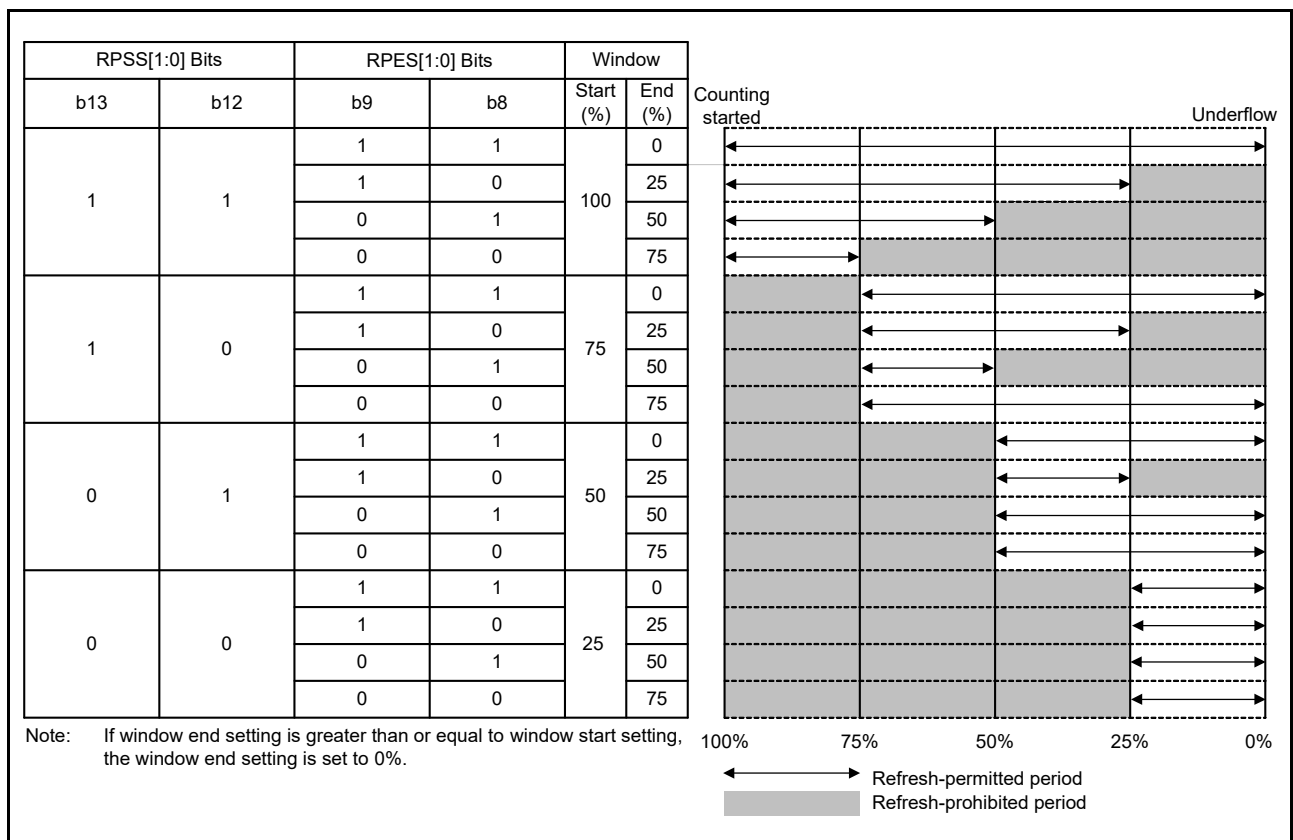 RPSS[1:0] Bits RPES[1:0] Bits Window
b13 b12 b9 b8 Start (%) End (%)
Counting started Underflow
1 1 1 1 100 0
1 0 25
0 1 50
0 0 75
1 0 1 1 75 0
1 0 25
0 1 50
0 0 75
0 1 1 1 50 0
1 0 25
0 1 50
0 0 75
0 0 1 1 25 0
1 0 25
0 1 50
0 0 75
Note: If window end setting is greater than or equal to window start setting,
the window end setting is set to 0%.
100% 75% 50% 25% 0%
Refresh-permitted period
Refresh-prohibited period